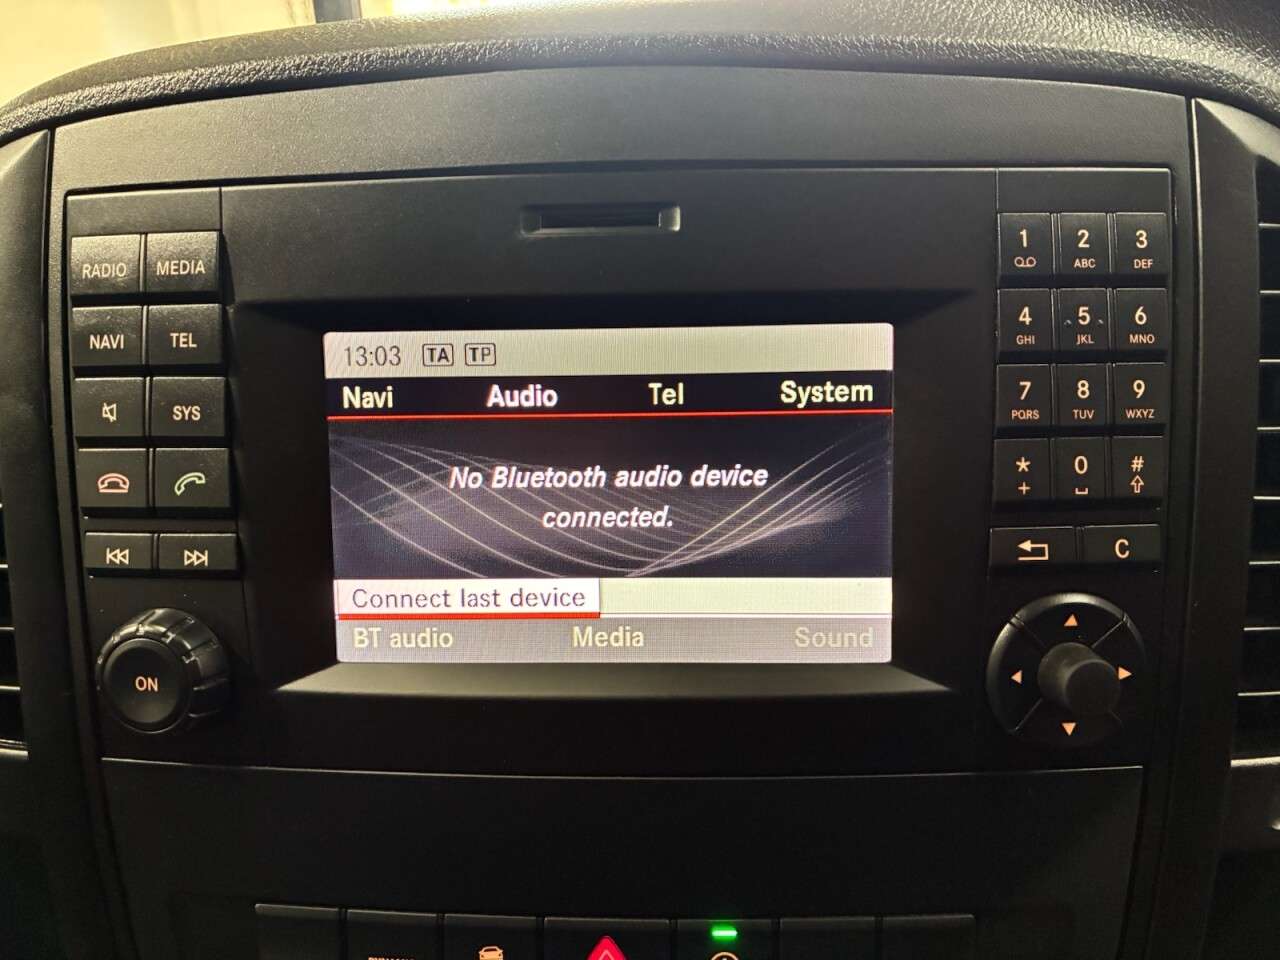 RADIO MEDIA
NAVI TEL
SYS
ON
13:03 TA TP
Navi Audio Tel System
No Bluetooth audio device
connected.
Connect last device
BT audio Media Sound
1 2 3
ABC DEF
4 5 6
GHI JKL MNO
7 8 9
PQRS TUV WXYZ
* 0 #
+
C